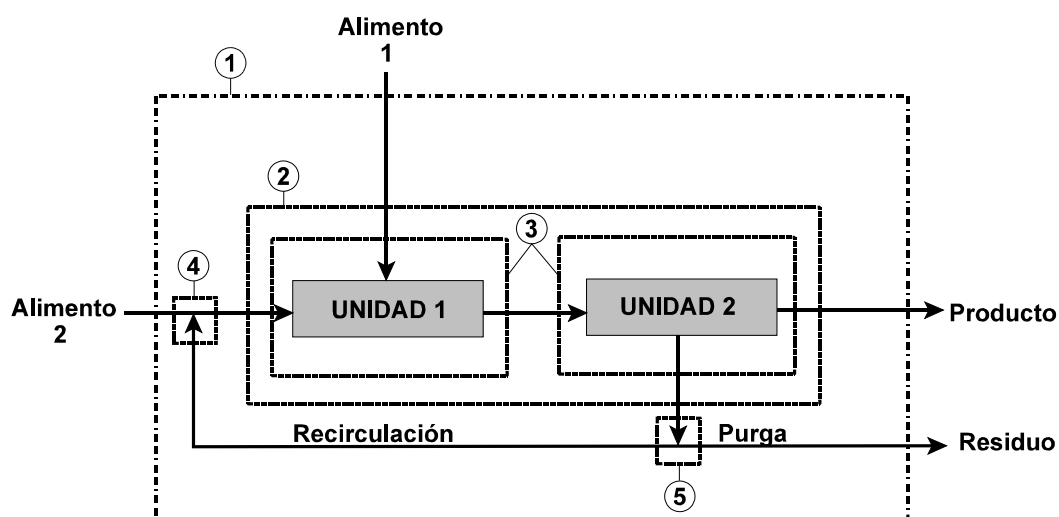 Alimento
1
1
2
3
4
Alimento
2
UNIDAD 1
UNIDAD 2
Producto
Recirculación
Purga
Residuo
5